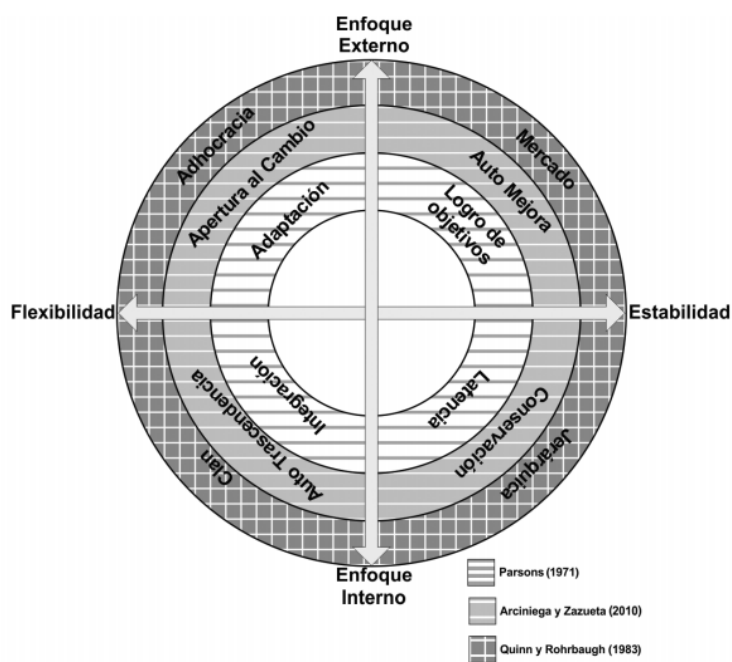 Enfoque
Externo
Adhocracia
Mercado
Apertura al Cambio
Auto Mejora
Adaptación
Logro de
objetivos
Flexibilidad
Estabilidad
Integración
Latencia
Auto Trascendencia
Conservación
Clan
Jerárquica
Enfoque
Interno
Parsons (1971)
Arciniega y Zazueta (2010)
Quinn y Rohrbaugh (1983)